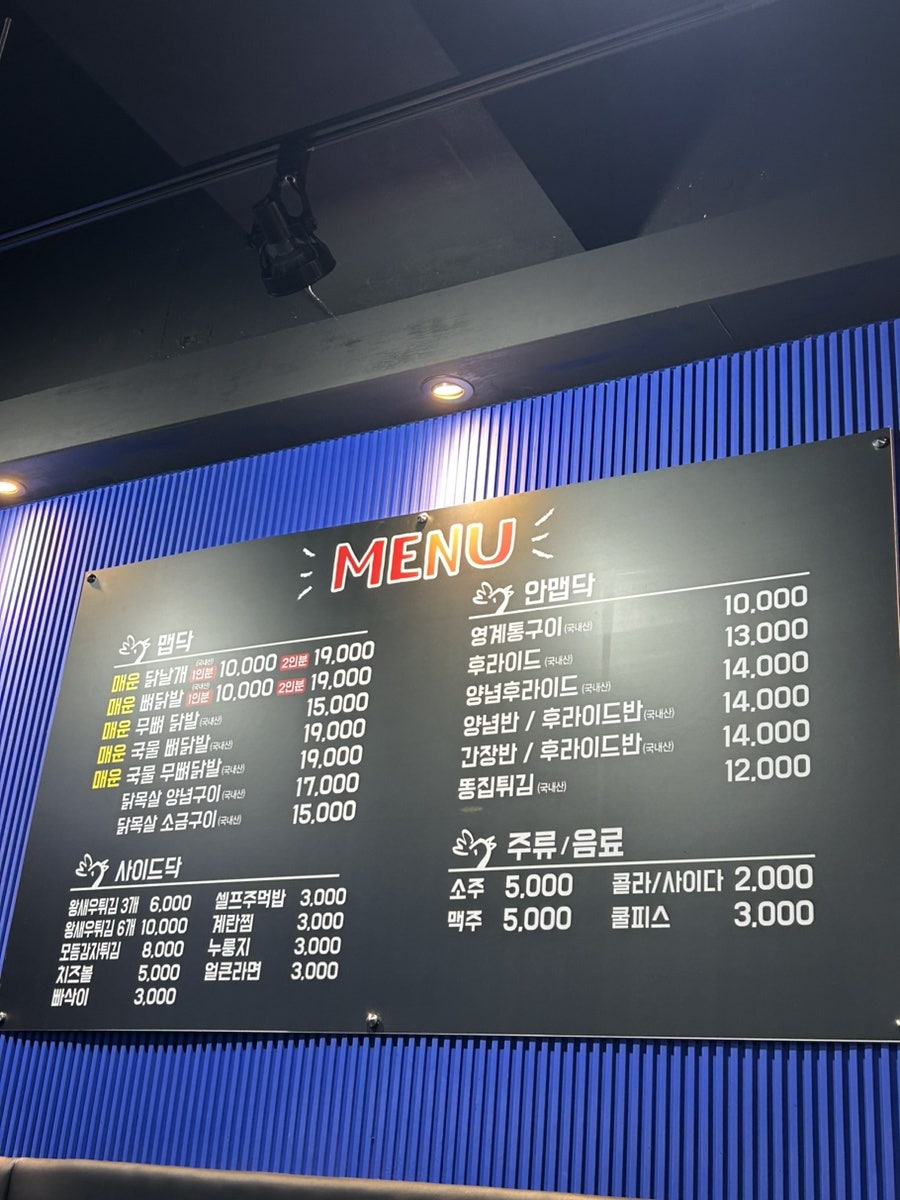 MENU
맵닭
매운 닭날개 (국내산) 1인분 10,000 2인분 19,000
매운 뼈닭발 (국내산) 1인분 10,000 2인분 19,000
매운 무뼈 닭발(국내산) 15,000
매운 국물 뼈닭발(국내산) 19,000
매운 국물 무뼈닭발(국내산) 19,000
닭목살 양념구이(국내산) 17,000
닭목살 소금구이(국내산) 15,000
사이드닥
왕새우튀김 3개 6,000
왕새우튀김 6개 10,000
모듬감자튀김 8,000
치즈볼 5,000
빠삭이 3,000
셀프주먹밥 3,000
계란찜 3,000
누룽지 3,000
얼큰라면 3,000
안맵닥
영계통구이(국내산) 10,000
후라이드 (국내산) 13,000
양념후라이드 (국내산) 14,000
양념반 / 후라이드반(국내산) 14,000
간장반 / 후라이드반(국내산) 14,000
똥집튀김 (국내산) 12,000
주류/음료
소주 5,000
맥주 5,000
콜라/사이다 2,000
쿨피스 3,000